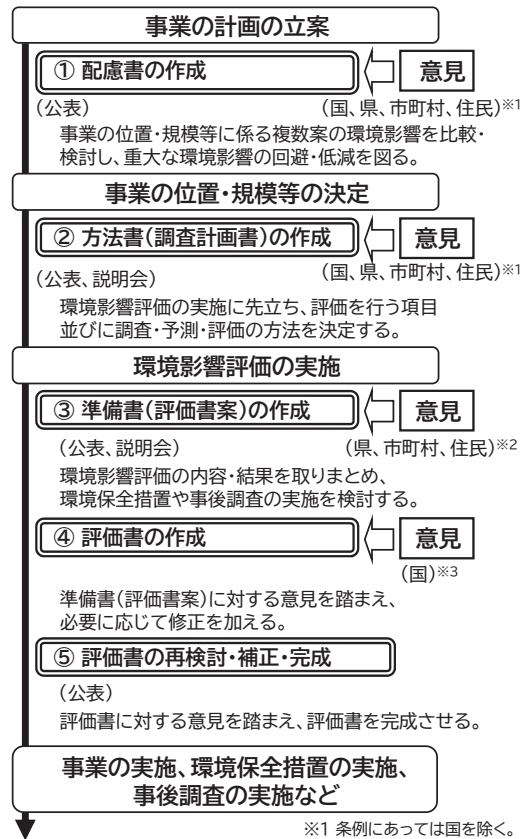 事業の計画の立案
① 配慮書の作成
意見
(公表)
(国、県、市町村、住民)※1
事業の位置・規模等に係る複数案の環境影響を比較・
検討し、重大な環境影響の回避・低減を図る。
事業の位置・規模等の決定
② 方法書(調査計画書)の作成
意見
(公表、説明会)
(国、県、市町村、住民)※1
環境影響評価の実施に先立ち、評価を行う項目
並びに調査・予測・評価の方法を決定する。
環境影響評価の実施
③ 準備書(評価書案)の作成
意見
(公表、説明会)
(県、市町村、住民)※2
環境影響評価の内容・結果を取りまとめ、
環境保全措置や事後調査の実施を検討する。
④ 評価書の作成
意見
(国)※3
準備書(評価書案)に対する意見を踏まえ、
必要に応じて修正を加える。
⑤ 評価書の再検討・補正・完成
(公表)
評価書に対する意見を踏まえ、評価書を完成させる。
事業の実施、環境保全措置の実施、
事後調査の実施など
※1 条例にあっては国を除く。